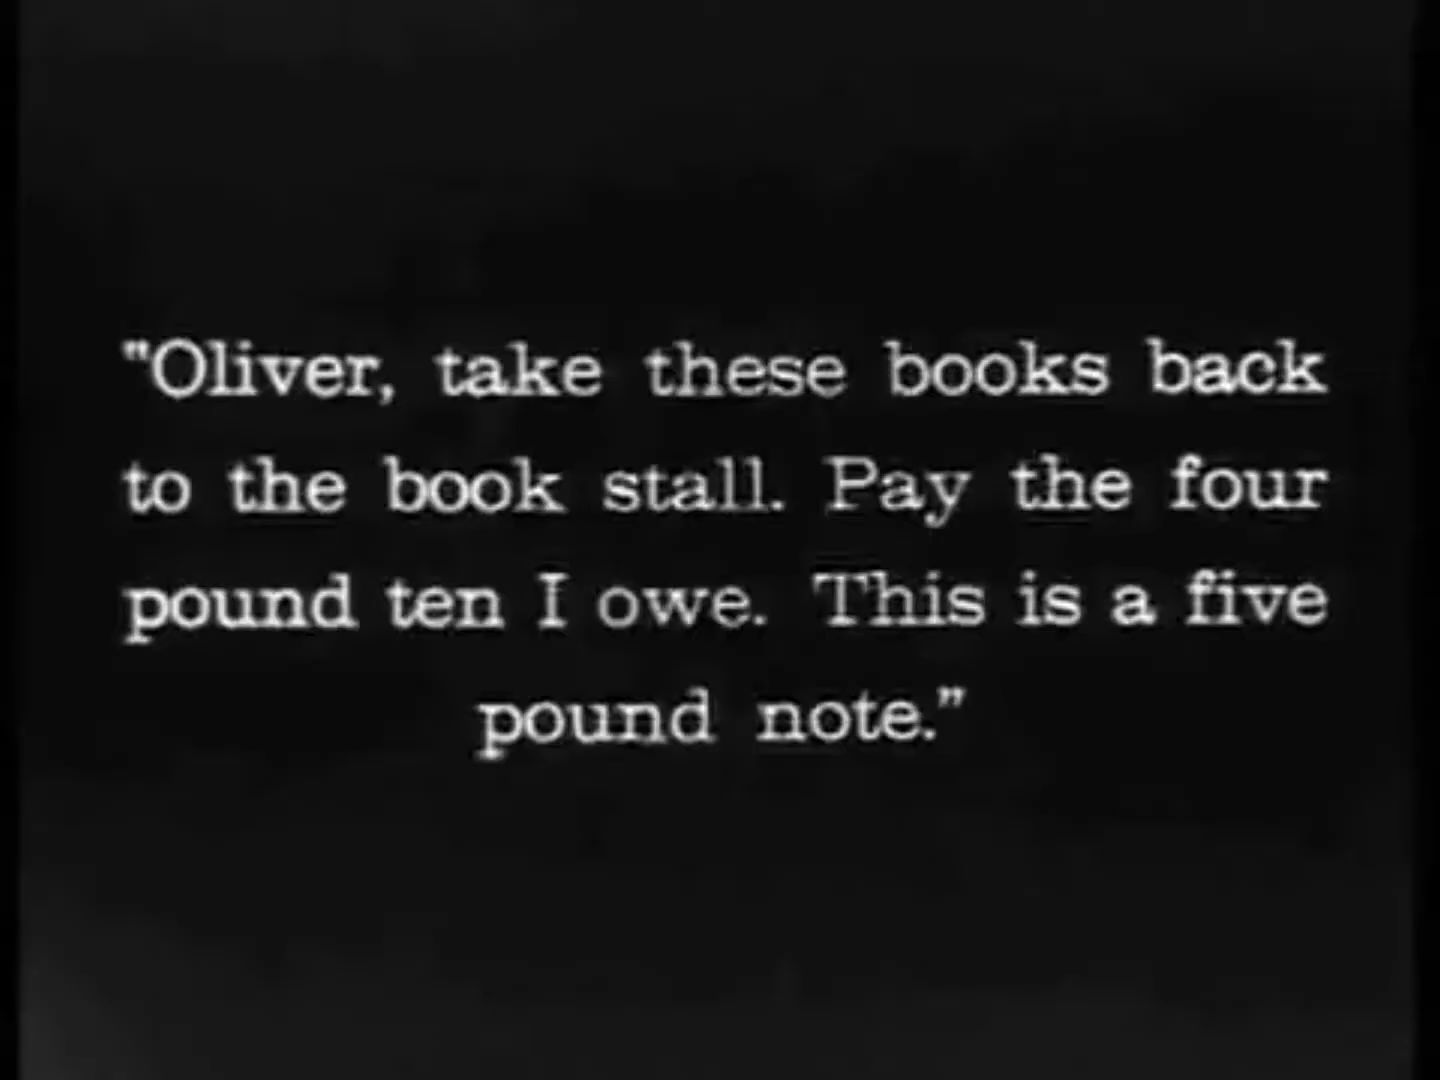 "Oliver, take these books back
to the book stall. Pay the four
pound ten I owe. This is a five
pound note."